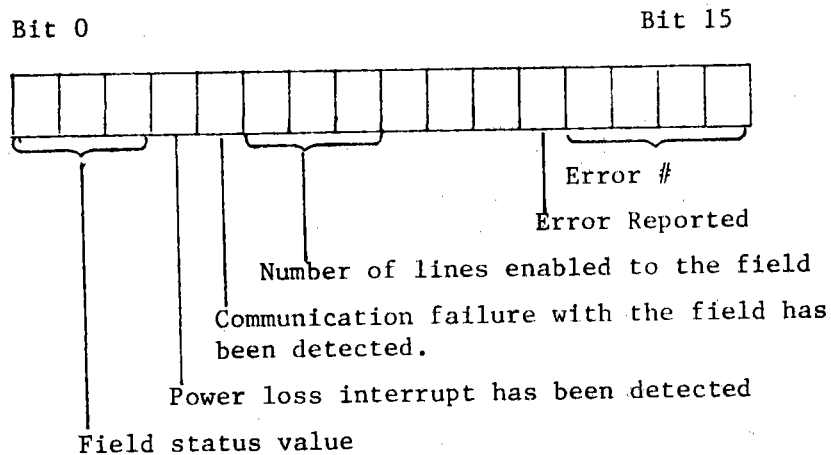 Bit 0
Bit 15
Error #
Error Reported
Number of lines enabled to the field
Communication failure with the field has
been detected.
Power loss interrupt has been detected
Field status value